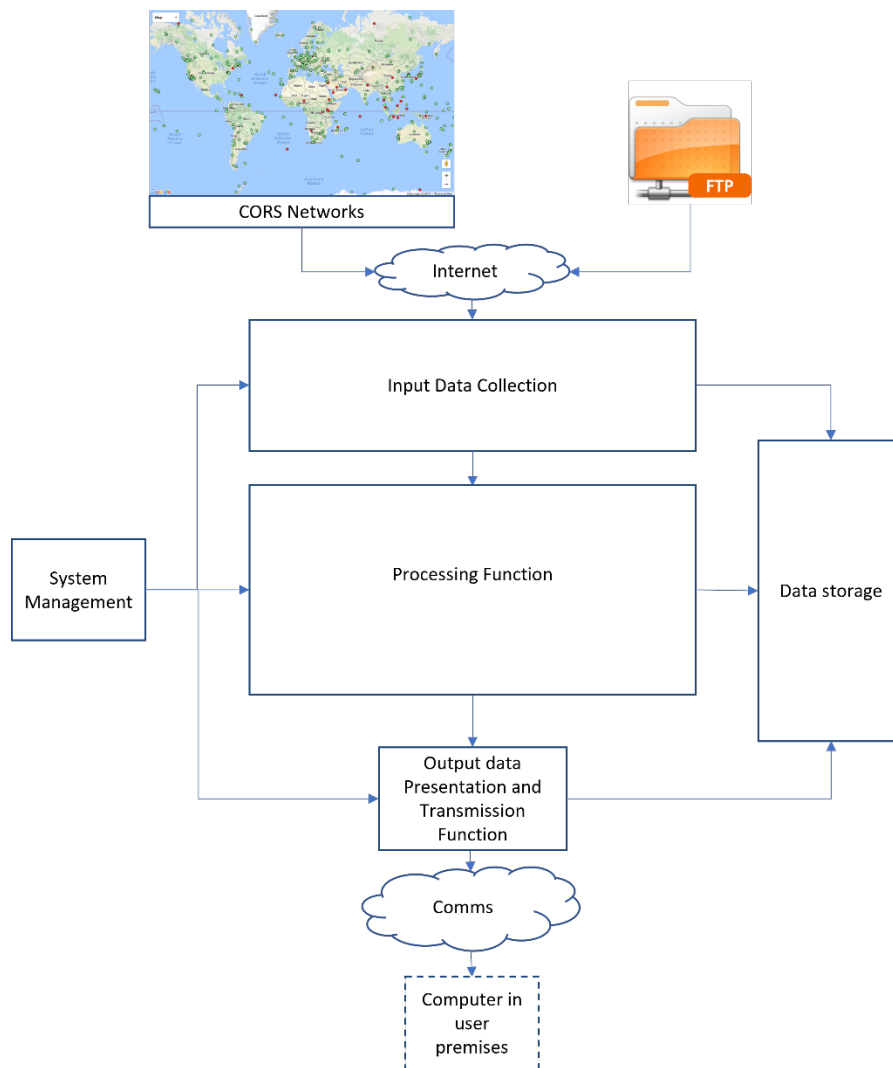 CORS Networks
FTP
Internet
Input Data Collection
Processing Function
System
Management
Data storage
Output data
Presentation and
Transmission
Function
Comms
Computer in
user
premises